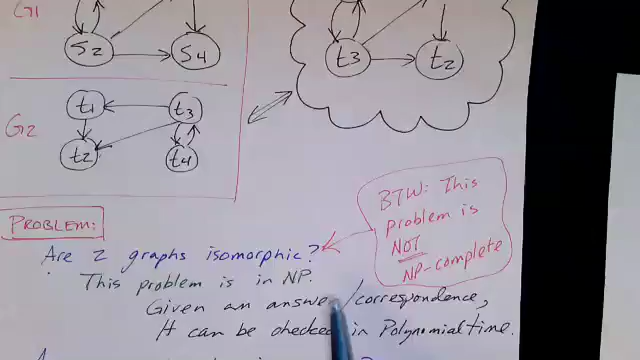 G1
S2
S4
t3
t2
t1
t3
G2
t2
t4
PROBLEM:
BTW: This
problem is
NOT
NP-complete
Are 2 graphs isomorphic?
This problem is in NP.
Given an answer/correspondence,
It can be checked in Polynomial time.